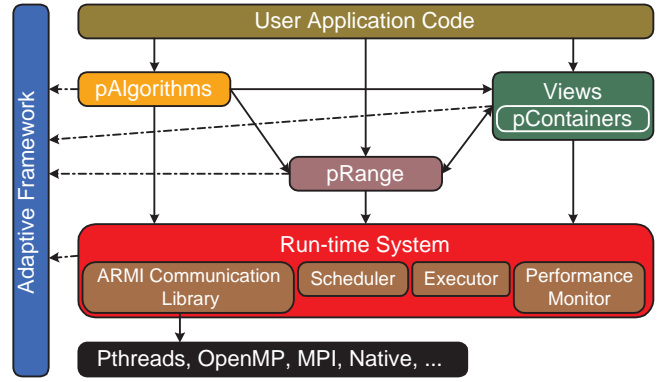 User Application Code
Adaptive Framework
pAlgorithms
Views
pContainers
pRange
Run-time System
ARMI Communication
Library
Scheduler
Executor
Performance
Monitor
Pthreads, OpenMP, MPI, Native, ...